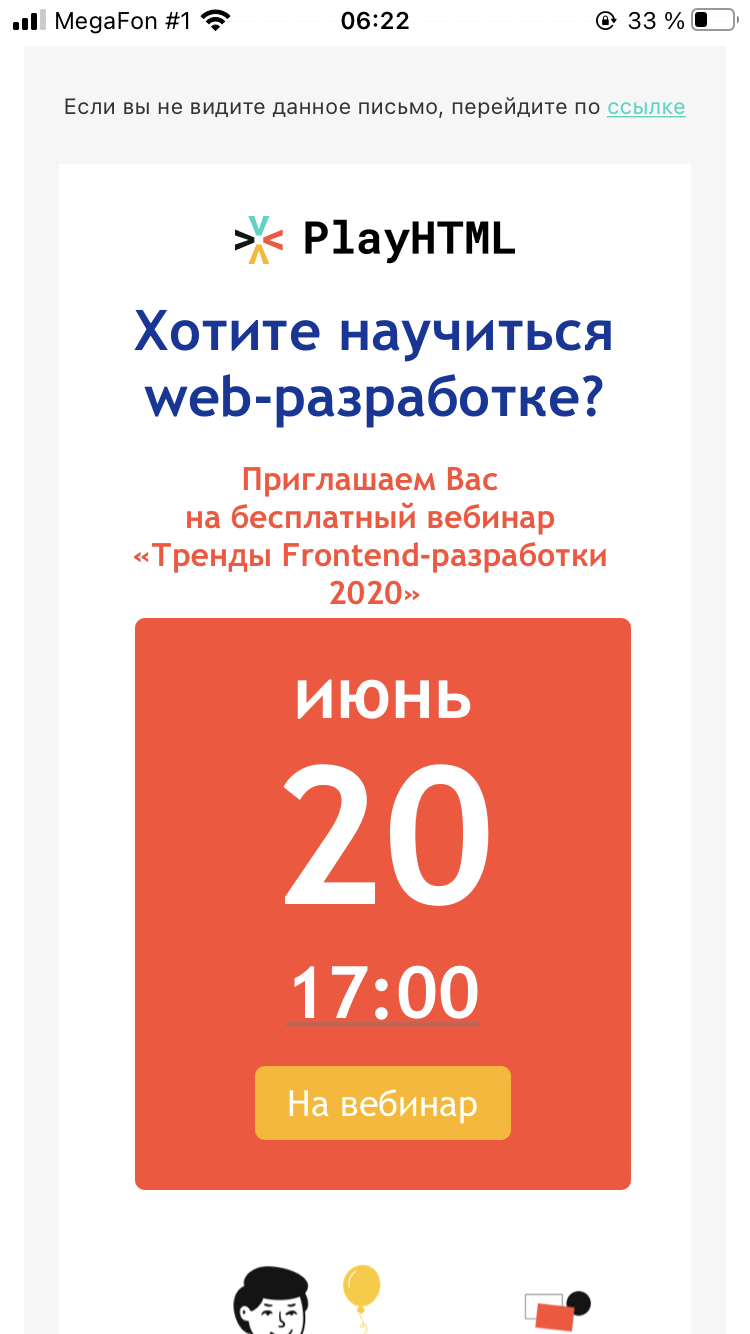 MegaFon #1 06:22 33 %
Если вы не видите данное письмо, перейдите по ссылке
PlayHTML
Хотите научиться
web-разработке?
Приглашаем Вас
на бесплатный вебинар
«Тренды Frontend-разработки
2020»
июнь
20
17:00
На вебинар